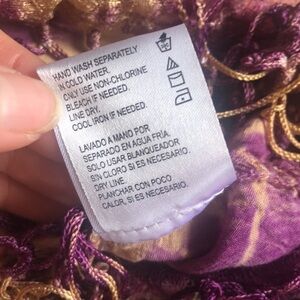 HAND WASH SEPARATELY
IN COLD WATER.
ONLY USE NON-CHLORINE
BLEACH IF NEEDED.
LINE DRY.
COOL IRON IF NEEDED.
LAVADO A MAND POR
SEPARADO EN AGUA FRÍA.
SOLO USAR BLANQUEADOR
SIN CLORO SI ES NECESARIO.
DRY LINE
PLANCHAR CON POCO
CALOR, SI ES NECESARIO.